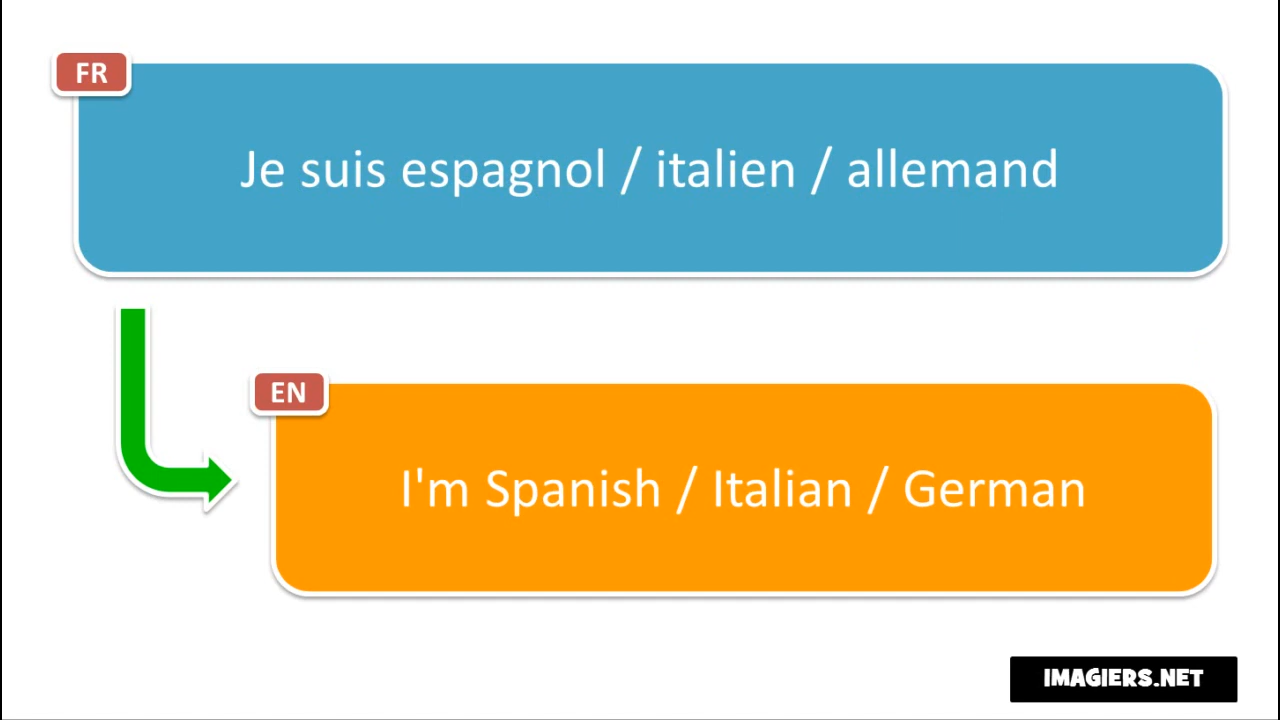 FR
Je suis espagnol / italien / allemand
EN
I'm Spanish / Italian / German
IMAGIERS.NET